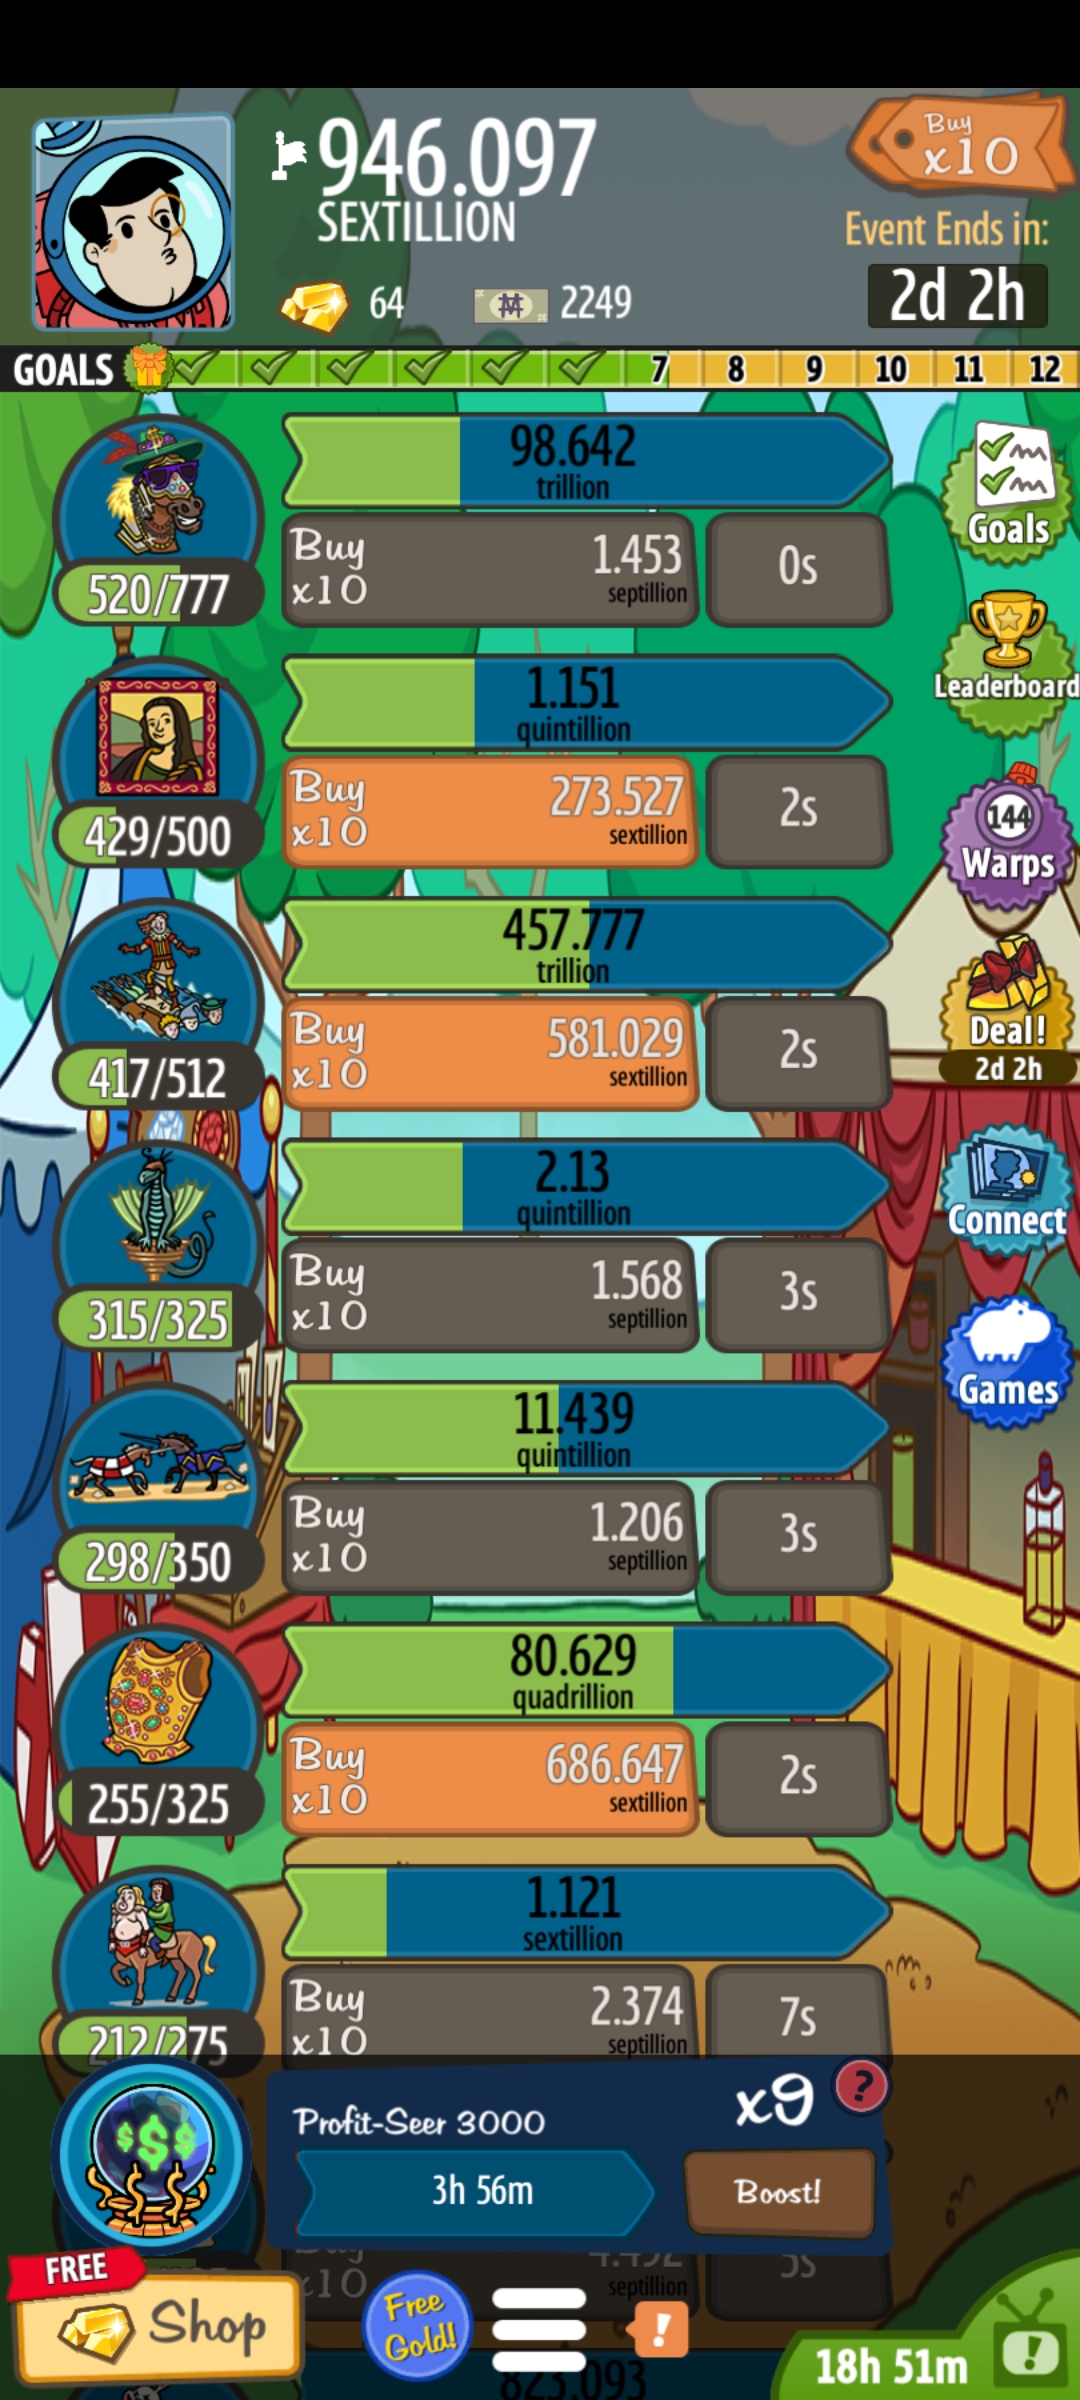 946.097
SEXTILLION
64
2249
Buy
x10
Event Ends in:
2d 2h
GOALS
7 8 9 10 11 12
98.642
trillion
520/777
Buy
x10
1.453
septillion
0s
Goals
Leaderboard
1.151
quintillion
429/500
Buy
x10
273.527
sextillion
2s
144
Warps
457.777
trillion
417/512
Buy
x10
581.029
sextillion
2s
Deal!
2d 2h
2.13
quintillion
315/325
Buy
x10
1.568
septillion
3s
Connect
Games
11.439
quintillion
298/350
Buy
x10
1.206
septillion
3s
80.629
quadrillion
255/325
Buy
x10
686.647
sextillion
2s
1.121
sextillion
212/275
Buy
x10
2.374
septillion
7s
$$$
Profit-Seer 3000
x9
?
3h 56m
Boost!
x10
septillion
FREE
Shop
Free
Gold!
!
18h 51m
!
823.093